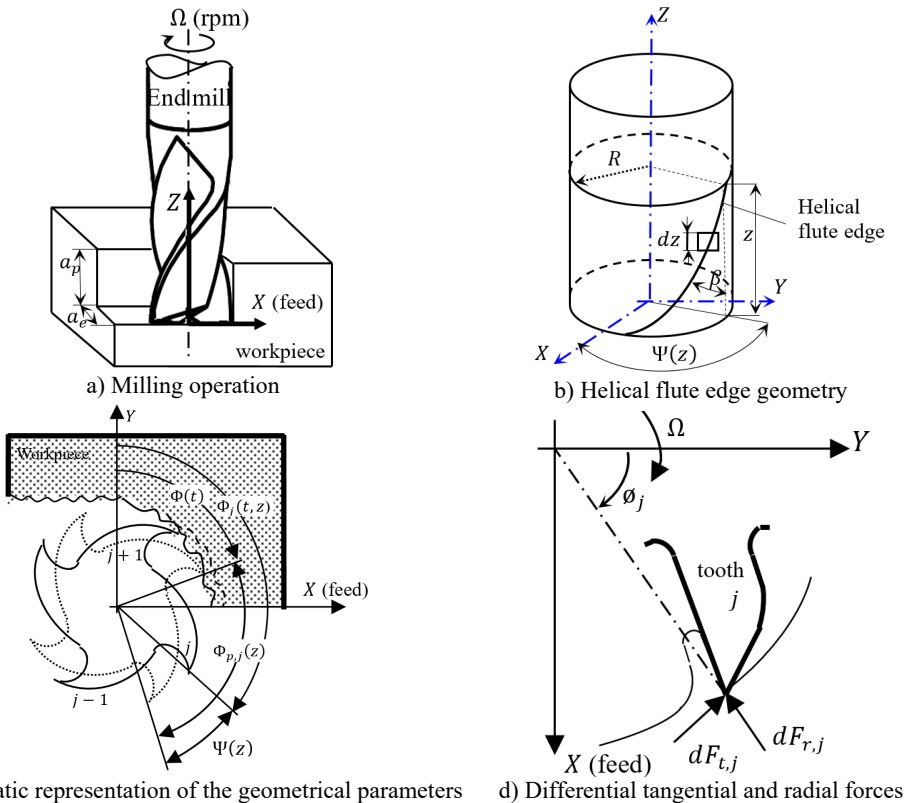 Ω (rpm)
End mill
Z
a_p
a_e
X (feed)
workpiece
a) Milling operation
Z
R
Helical
flute edge
dz
z
β
Y
X
Ψ(z)
b) Helical flute edge geometry
Y
Workpiece
Φ(t)
Φ_j(t, z)
j + 1
X (feed)
j
Φ_{p,j}(z)
j − 1
Ψ(z)
atic representation of the geometrical parameters
Ω
Y
ø_j
tooth
j
X (feed)
dF_{t,j}
dF_{r,j}
d) Differential tangential and radial forces